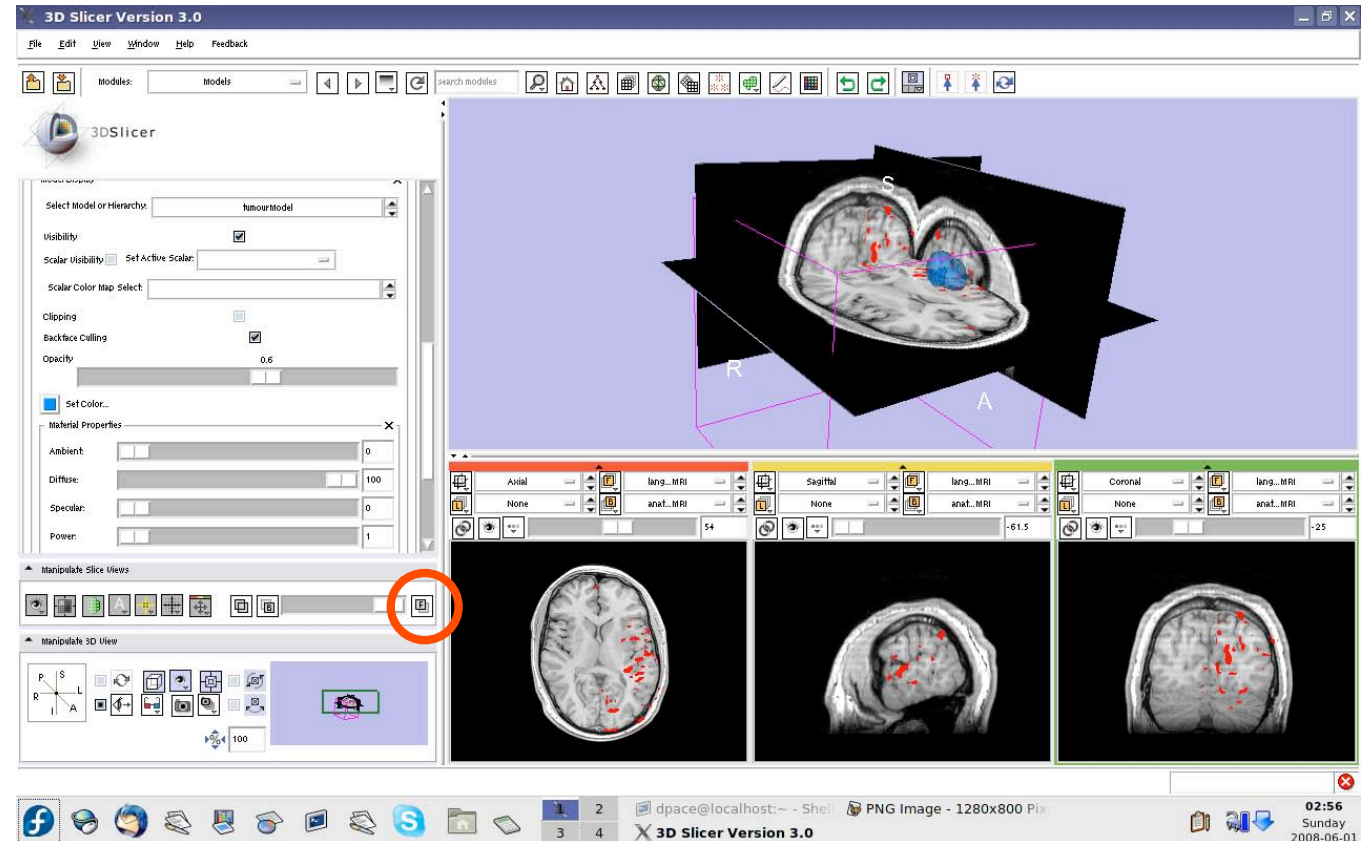 3D Slicer Version 3.0
File Edit View Window Help Feedback
Modules: Models search modules
3DSlicer
Model Display
Select Model or Hierarchy: tumourModel
Visibility
Scalar Visibility Set Active Scalar:
Scalar Color Map Select:
Clipping
Backface Culling
Opacity 0.6
Set Color...
Material Properties
Ambient: 0
Diffuse: 100
Specular: 0
Power: 1
Manipulate Slice Views
B F
Manipulate 3D View
P S
R L
I A
100
S
R
A
Axial F lang...MRI Sagittal F lang...MRI Coronal F lang...MRI
L None B anat...MRI L None B anat...MRI L None B anat...MRI
54 -61.5 -25
1 2 dpace@localhost:~ - Shell PNG Image - 1280x800 Pix
3 4 3D Slicer Version 3.0
02:56
Sunday
2008-06-01